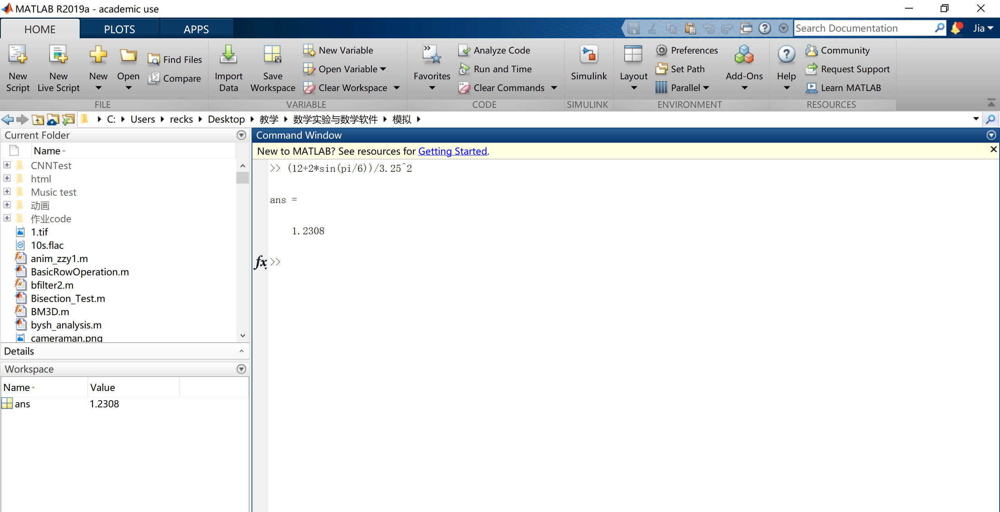 MATLAB R2019a - academic use
HOME PLOTS APPS Search Documentation Jia
New Script
New Live Script
New
Open
Find Files
Compare
Import Data
Save Workspace
New Variable
Open Variable
Clear Workspace
Favorites
Analyze Code
Run and Time
Clear Commands
Simulink
Layout
Preferences
Set Path
Parallel
Add-Ons
Help
Community
Request Support
Learn MATLAB
FILE VARIABLE CODE SIMULINK ENVIRONMENT RESOURCES
C: Users recks Desktop 教学 数学实验与数学软件 模拟
Current Folder
Name
CNNTest
html
Music test
动画
作业code
1.tif
10s.flac
anim_zzy1.m
BasicRowOperation.m
bfilter2.m
Bisection_Test.m
BM3D.m
bysh_analysis.m
cameraman.png
Details
Workspace
Name Value
ans 1.2308
Command Window
New to MATLAB? See resources for Getting Started.
>> (12+2*sin(pi/6))/3.25^2
ans =
1.2308
fx >>